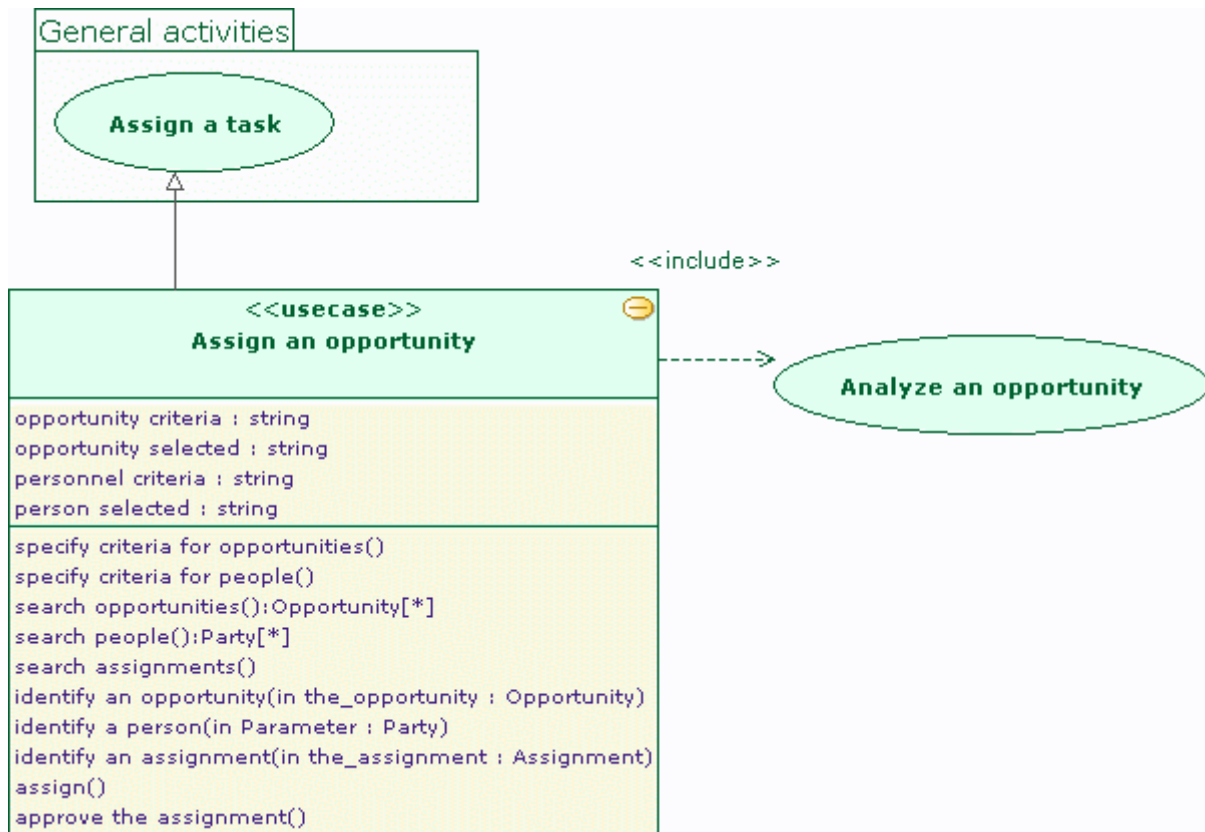 General activities
Assign a task
<<include>>
<<usecase>>
Assign an opportunity
Analyze an opportunity
opportunity criteria : string
opportunity selected : string
personnel criteria : string
person selected : string
specify criteria for opportunities()
specify criteria for people()
search opportunities():Opportunity[*]
search people():Party[*]
search assignments()
identify an opportunity(in the_opportunity : Opportunity)
identify a person(in Parameter : Party)
identify an assignment(in the_assignment : Assignment)
assign()
approve the assignment()